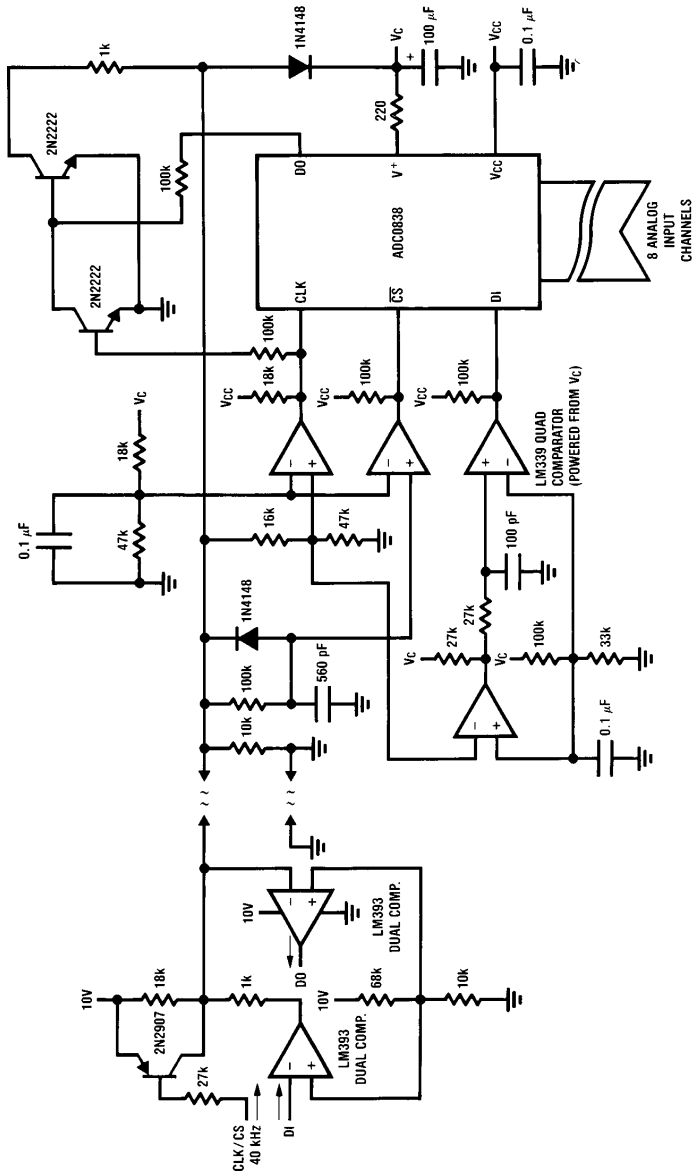 1k
1N4148
VC
+
100 µF
VCC
0.1 µF
2N2222
100k
220
DO
V+
VCC
ADC0838
8 ANALOG
INPUT
CHANNELS
2N2222
CLK
CS
DI
100k
VCC
18k
VCC
100k
VCC
100k
LM339 QUAD
COMPARATOR
(POWERED FROM VC)
VC
18k
0.1 µF
47k
-
+
-
+
+
-
16k
47k
100 pF
1N4148
27k
27k
VC
VC
100k
33k
100k
560 pF
10k
-
+
0.1 µF
~
~
~
~
10V
-
+
LM393
DUAL COMP.
DO
10V
18k
1k
10V
68k
10k
2N2907
LM393
DUAL COMP.
-
+
27k
CLK/CS
40 kHz
DI